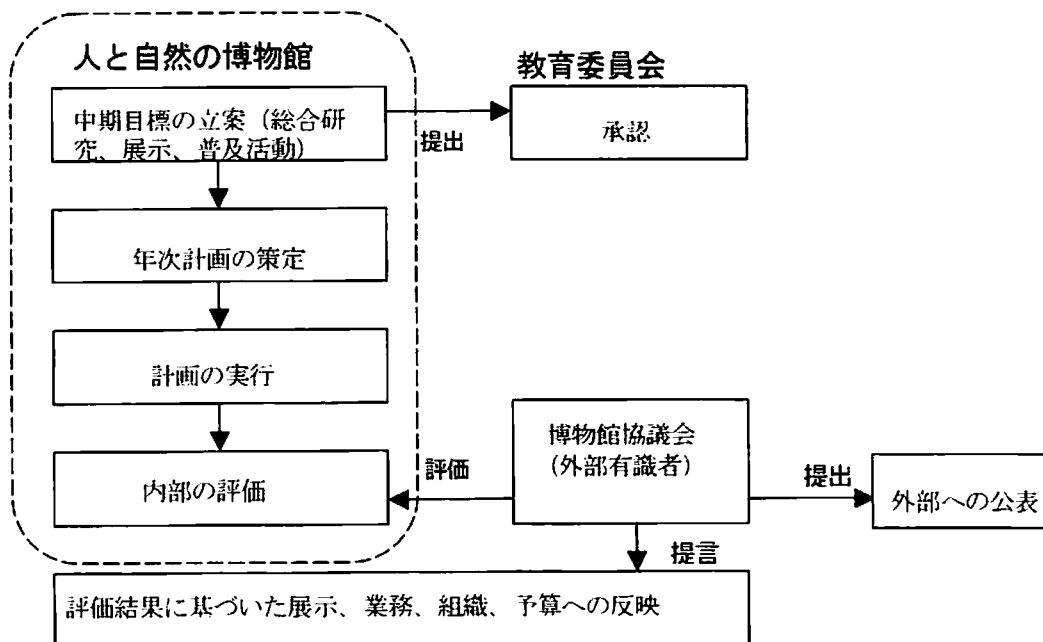 人と自然の博物館
教育委員会
中期目標の立案（総合研
究、展示、普及活動）
提出
承認
年次計画の策定
計画の実行
博物館協議会
(外部有識者)
評価
提出
内部の評価
外部への公表
提言
評価結果に基づいた展示、業務、組織、予算への反映